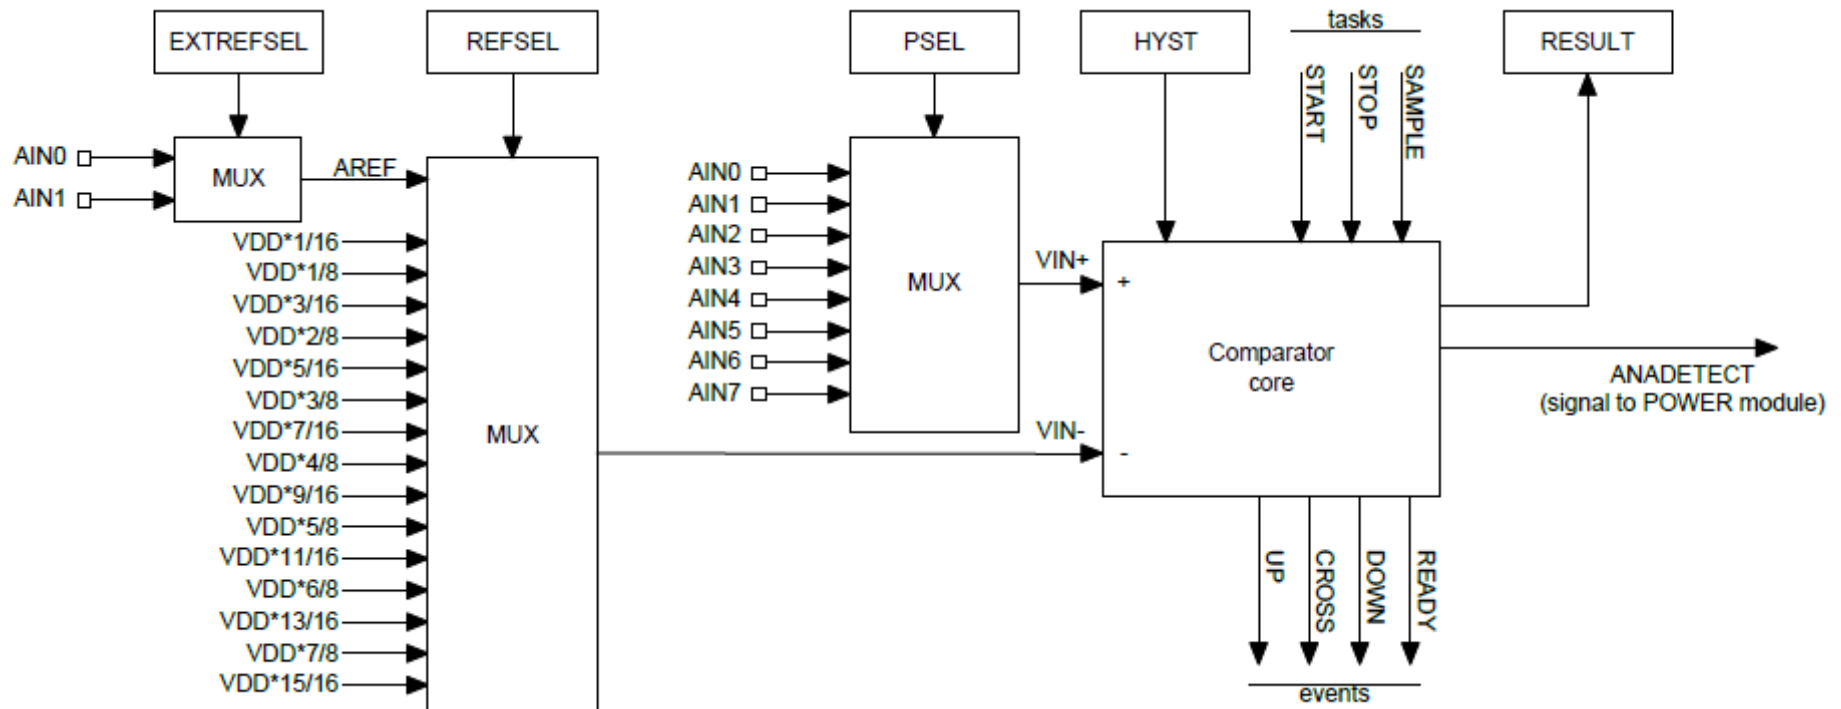 EXTREFSEL
REFSEL
PSEL
HYST
tasks
RESULT
START
STOP
SAMPLE
AIN0
AIN1
MUX
AREF
VDD*1/16
VDD*1/8
VDD*3/16
VDD*2/8
VDD*5/16
VDD*3/8
VDD*7/16
VDD*4/8
VDD*9/16
VDD*5/8
VDD*11/16
VDD*6/8
VDD*13/16
VDD*7/8
VDD*15/16
MUX
AIN0
AIN1
AIN2
AIN3
AIN4
AIN5
AIN6
AIN7
MUX
VIN+
VIN-
+
-
Comparator
core
ANADETECT
(signal to POWER module)
UP
CROSS
DOWN
READY
events